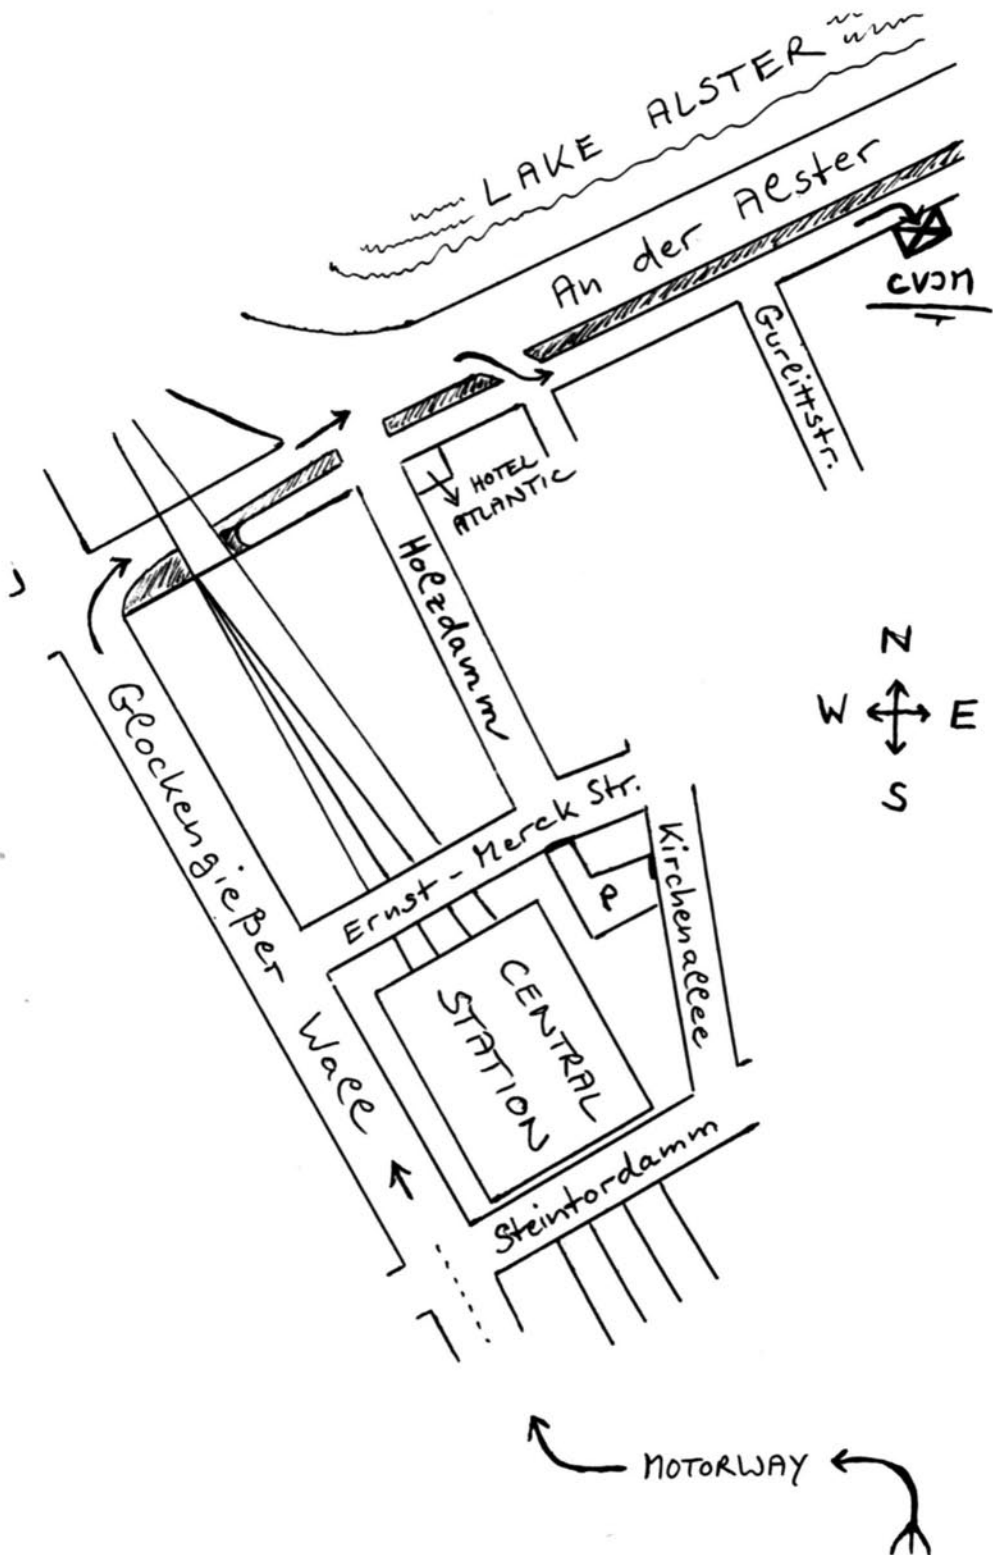 LAKE ALSTER
An der Alster
CVJM
Gurlittstr.
HOTEL
ATLANTIC
Holzdamm
N
W E
S
Glockengießer Wall
Ernst-Merck Str.
Kirchenallee
P
CENTRAL
STATION
Steintordamm
MOTORWAY